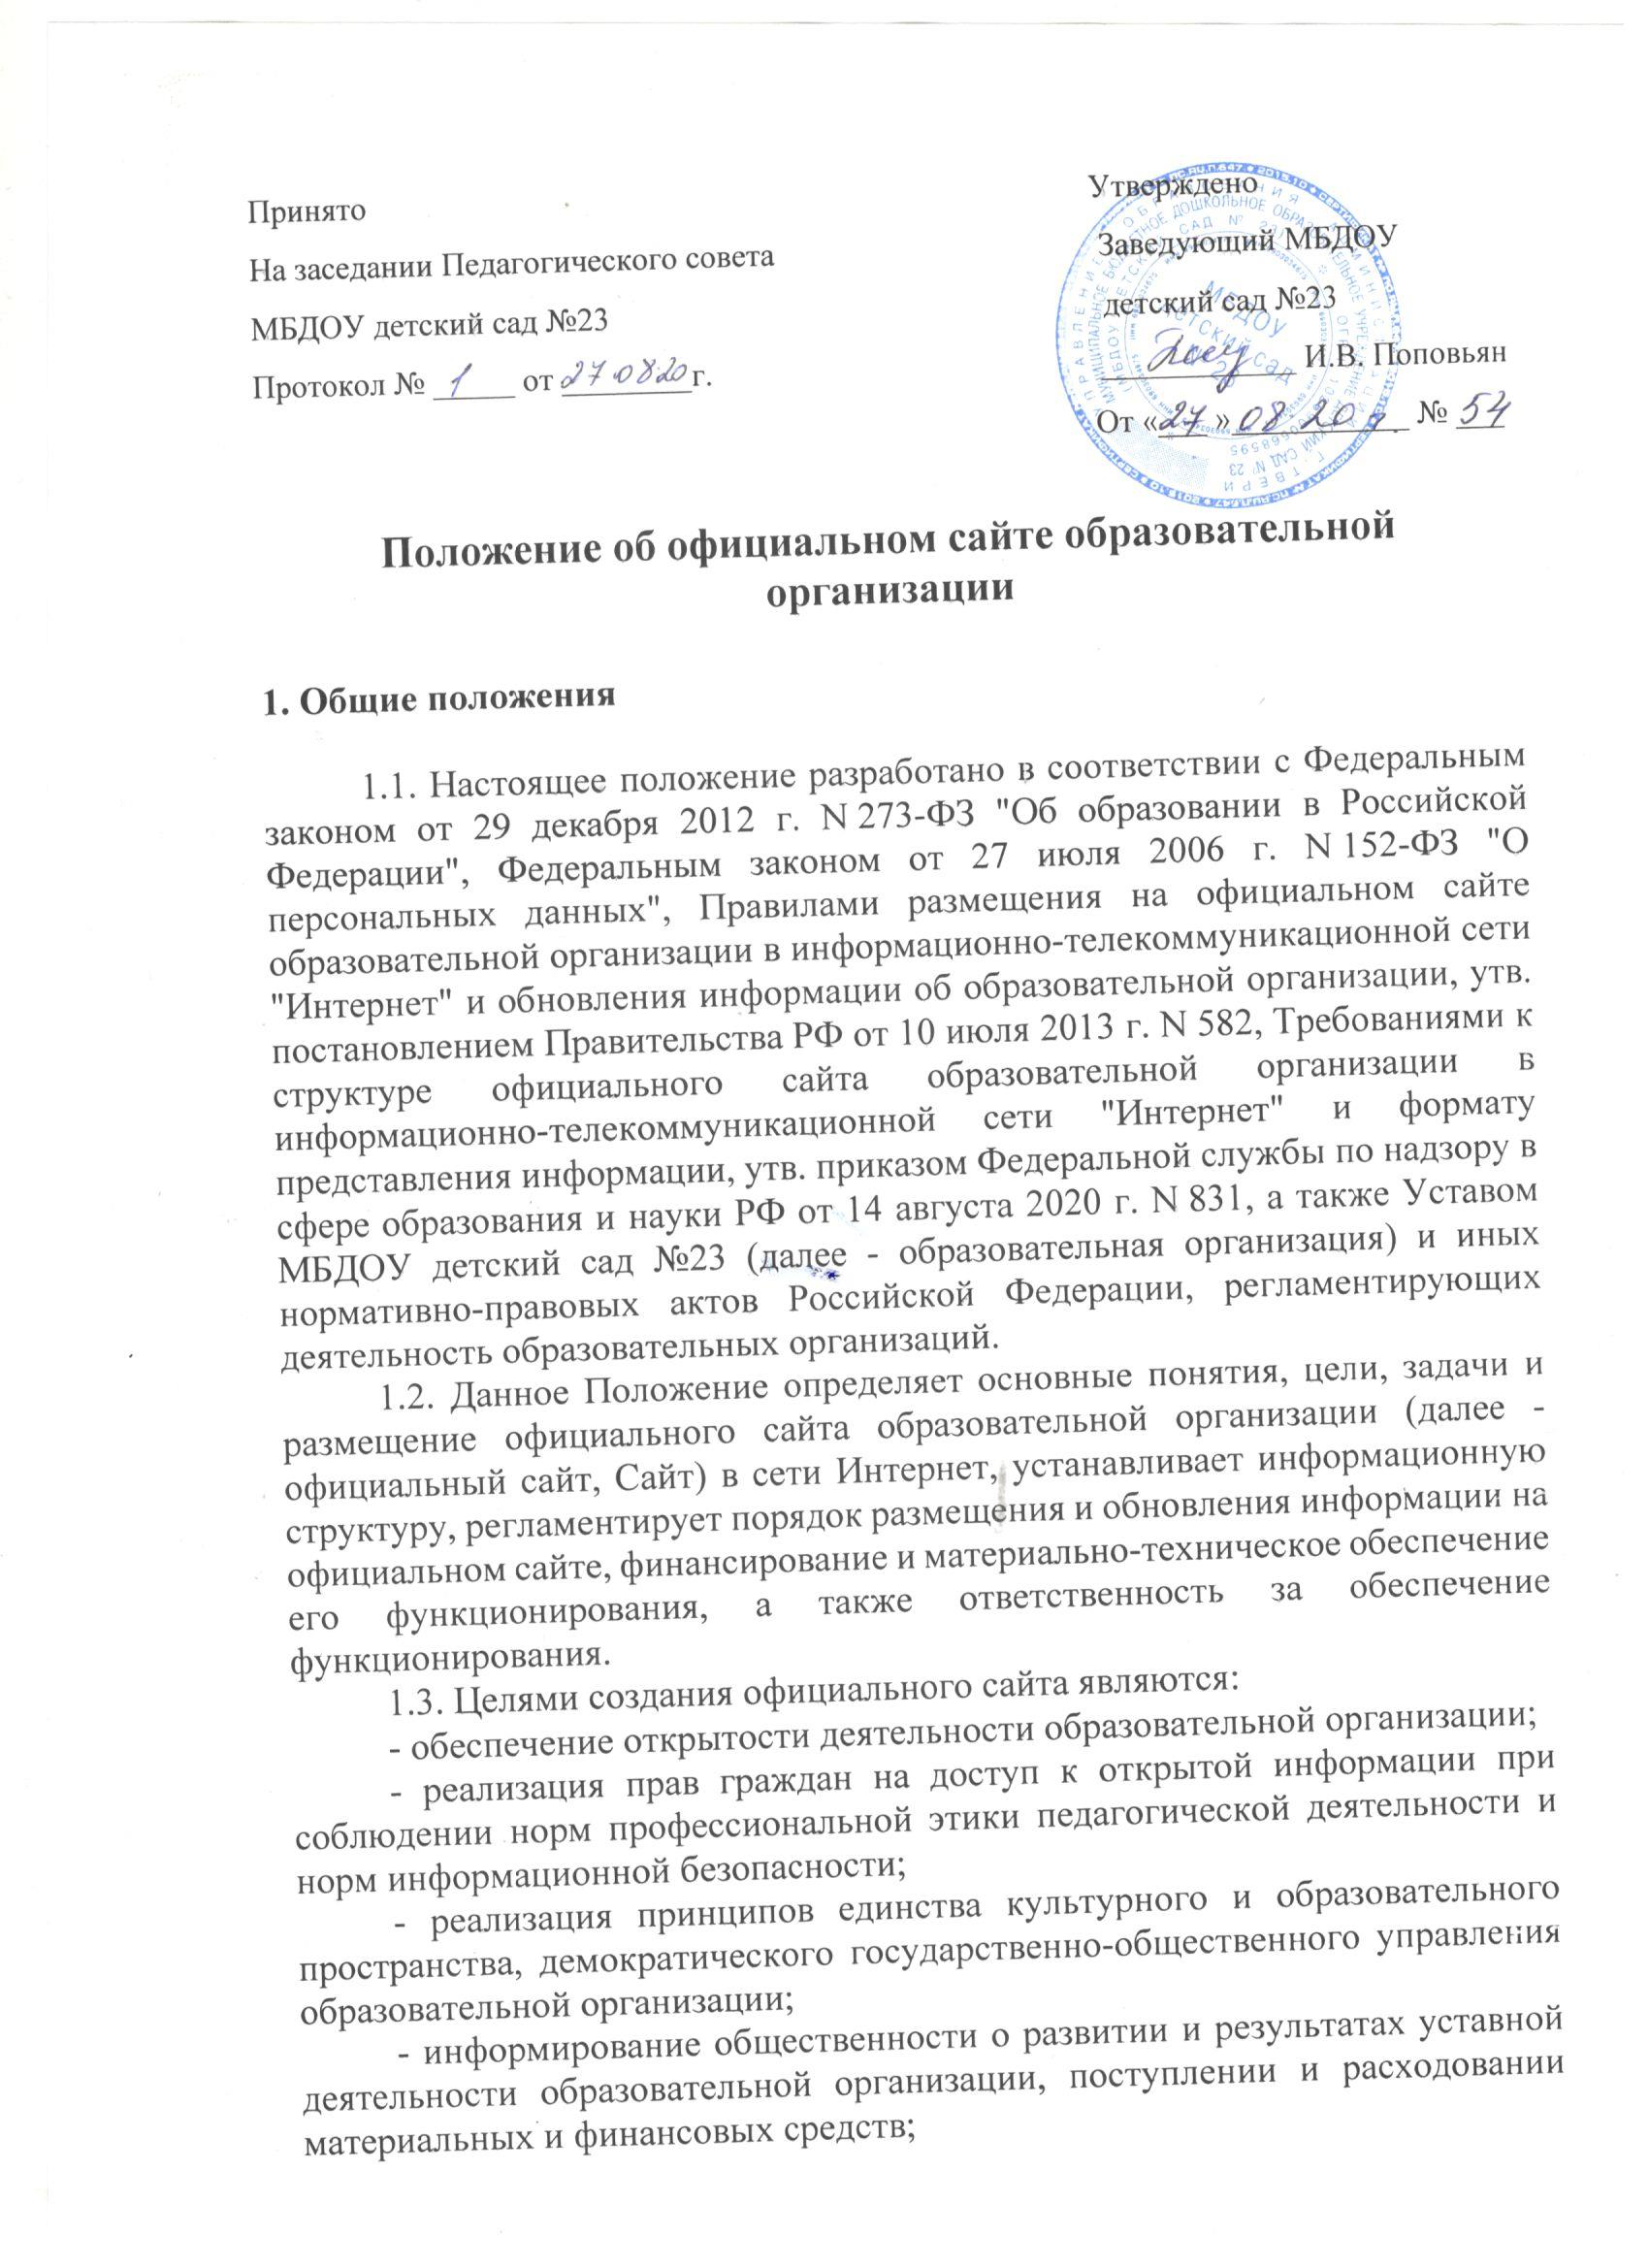 Принято
На заседании Педагогического совета
МБДОУ детский сад №23
Протокол № 1 от 27.08.20 г.
Утверждено
Заведующий МБДОУ
детский сад №23
И.В. Поповьян
От «27» 08. 20 № 54
МБДОУ
Детский сад
№ 23
Положение об официальном сайте образовательной
организации
1. Общие положения
1.1. Настоящее положение разработано в соответствии с Федеральным
законом от 29 декабря 2012 г. N 273-ФЗ "Об образовании в Российской
Федерации", Федеральным законом от 27 июля 2006 г. N 152-ФЗ "О
персональных данных", Правилами размещения на официальном сайте
образовательной организации в информационно-телекоммуникационной сети
"Интернет" и обновления информации об образовательной организации, утв.
постановлением Правительства РФ от 10 июля 2013 г. N 582, Требованиями к
структуре официального сайта образовательной организации в
информационно-телекоммуникационной сети "Интернет" и формату
представления информации, утв. приказом Федеральной службы по надзору в
сфере образования и науки РФ от 14 августа 2020 г. N 831, а также Уставом
МБДОУ детский сад №23 (далее - образовательная организация) и иных
нормативно-правовых актов Российской Федерации, регламентирующих
деятельность образовательных организаций.
1.2. Данное Положение определяет основные понятия, цели, задачи и
размещение официального сайта образовательной организации (далее -
официальный сайт, Сайт) в сети Интернет, устанавливает информационную
структуру, регламентирует порядок размещения и обновления информации на
официальном сайте, финансирование и материально-техническое обеспечение
его функционирования, а также ответственность за обеспечение
функционирования.
1.3. Целями создания официального сайта являются:
- обеспечение открытости деятельности образовательной организации;
- реализация прав граждан на доступ к открытой информации при
соблюдении норм профессиональной этики педагогической деятельности и
норм информационной безопасности;
- реализация принципов единства культурного и образовательного
пространства, демократического государственно-общественного управления
образовательной организации;
- информирование общественности о развитии и результатах уставной
деятельности образовательной организации, поступлении и расходовании
материальных и финансовых средств;